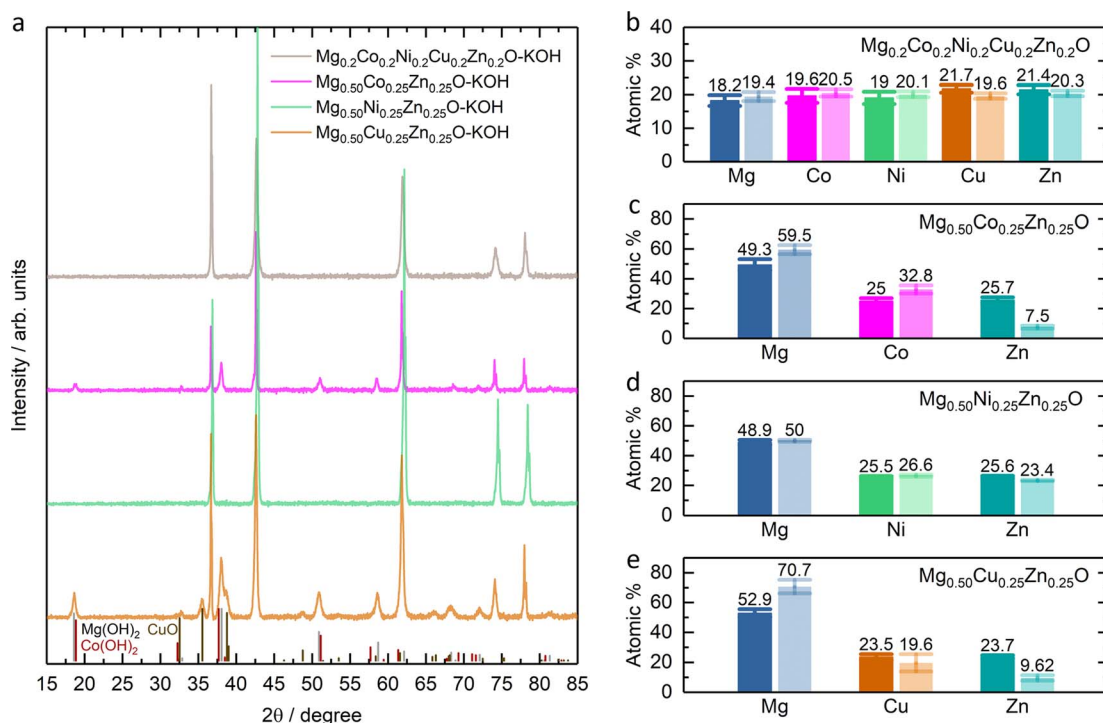 a
Mg0.2Co0.2Ni0.2Cu0.2Zn0.2O-KOH
Mg0.50Co0.25Zn0.25O-KOH
Mg0.50Ni0.25Zn0.25O-KOH
Mg0.50Cu0.25Zn0.25O-KOH
Intensity / arb. units
Mg(OH)2 CuO
Co(OH)2
15 20 25 30 35 40 45 50 55 60 65 70 75 80 85
2θ / degree
b
Mg0.2Co0.2Ni0.2Cu0.2Zn0.2O
Atomic %
40
30
20
10
0
18.2 19.4 19.6 20.5 19 20.1 21.7 19.6 21.4 20.3
Mg Co Ni Cu Zn
c
Mg0.50Co0.25Zn0.25O
Atomic %
80
60
40
20
0
49.3 59.5 25 32.8 25.7 7.5
Mg Co Zn
d
Mg0.50Ni0.25Zn0.25O
Atomic %
80
60
40
20
0
48.9 50 25.5 26.6 25.6 23.4
Mg Ni Zn
e
Mg0.50Cu0.25Zn0.25O
Atomic %
80
60
40
20
0
52.9 70.7 23.5 19.6 23.7 9.62
Mg Cu Zn